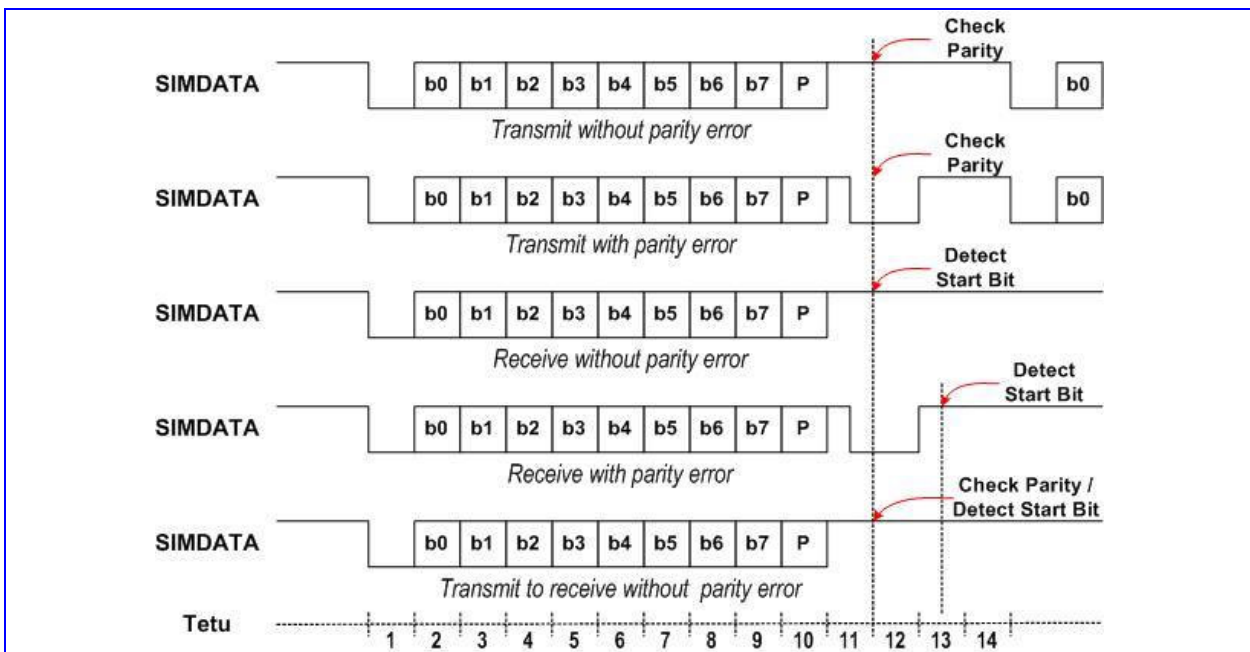 Check
Parity
SIMDATA
b0 b1 b2 b3 b4 b5 b6 b7 P b0
Transmit without parity error
Check
Parity
SIMDATA
b0 b1 b2 b3 b4 b5 b6 b7 P b0
Transmit with parity error
Detect
Start Bit
SIMDATA
b0 b1 b2 b3 b4 b5 b6 b7 P
Receive without parity error
Detect
Start Bit
SIMDATA
b0 b1 b2 b3 b4 b5 b6 b7 P
Receive with parity error
Check Parity /
Detect Start Bit
SIMDATA
b0 b1 b2 b3 b4 b5 b6 b7 P
Transmit to receive without parity error
Tetu
1 2 3 4 5 6 7 8 9 10 11 12 13 14